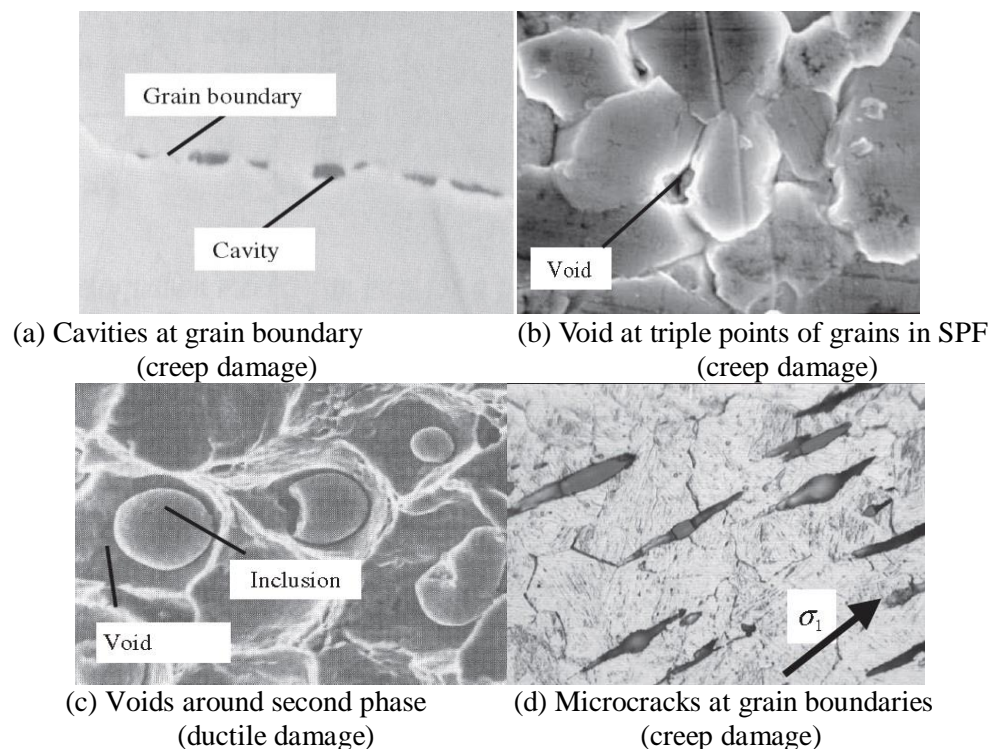 Grain boundary
Cavity
Void
(a) Cavities at grain boundary
(creep damage)
(b) Void at triple points of grains in SPF
(creep damage)
Inclusion
Void
σ₁
(c) Voids around second phase
(ductile damage)
(d) Microcracks at grain boundaries
(creep damage)